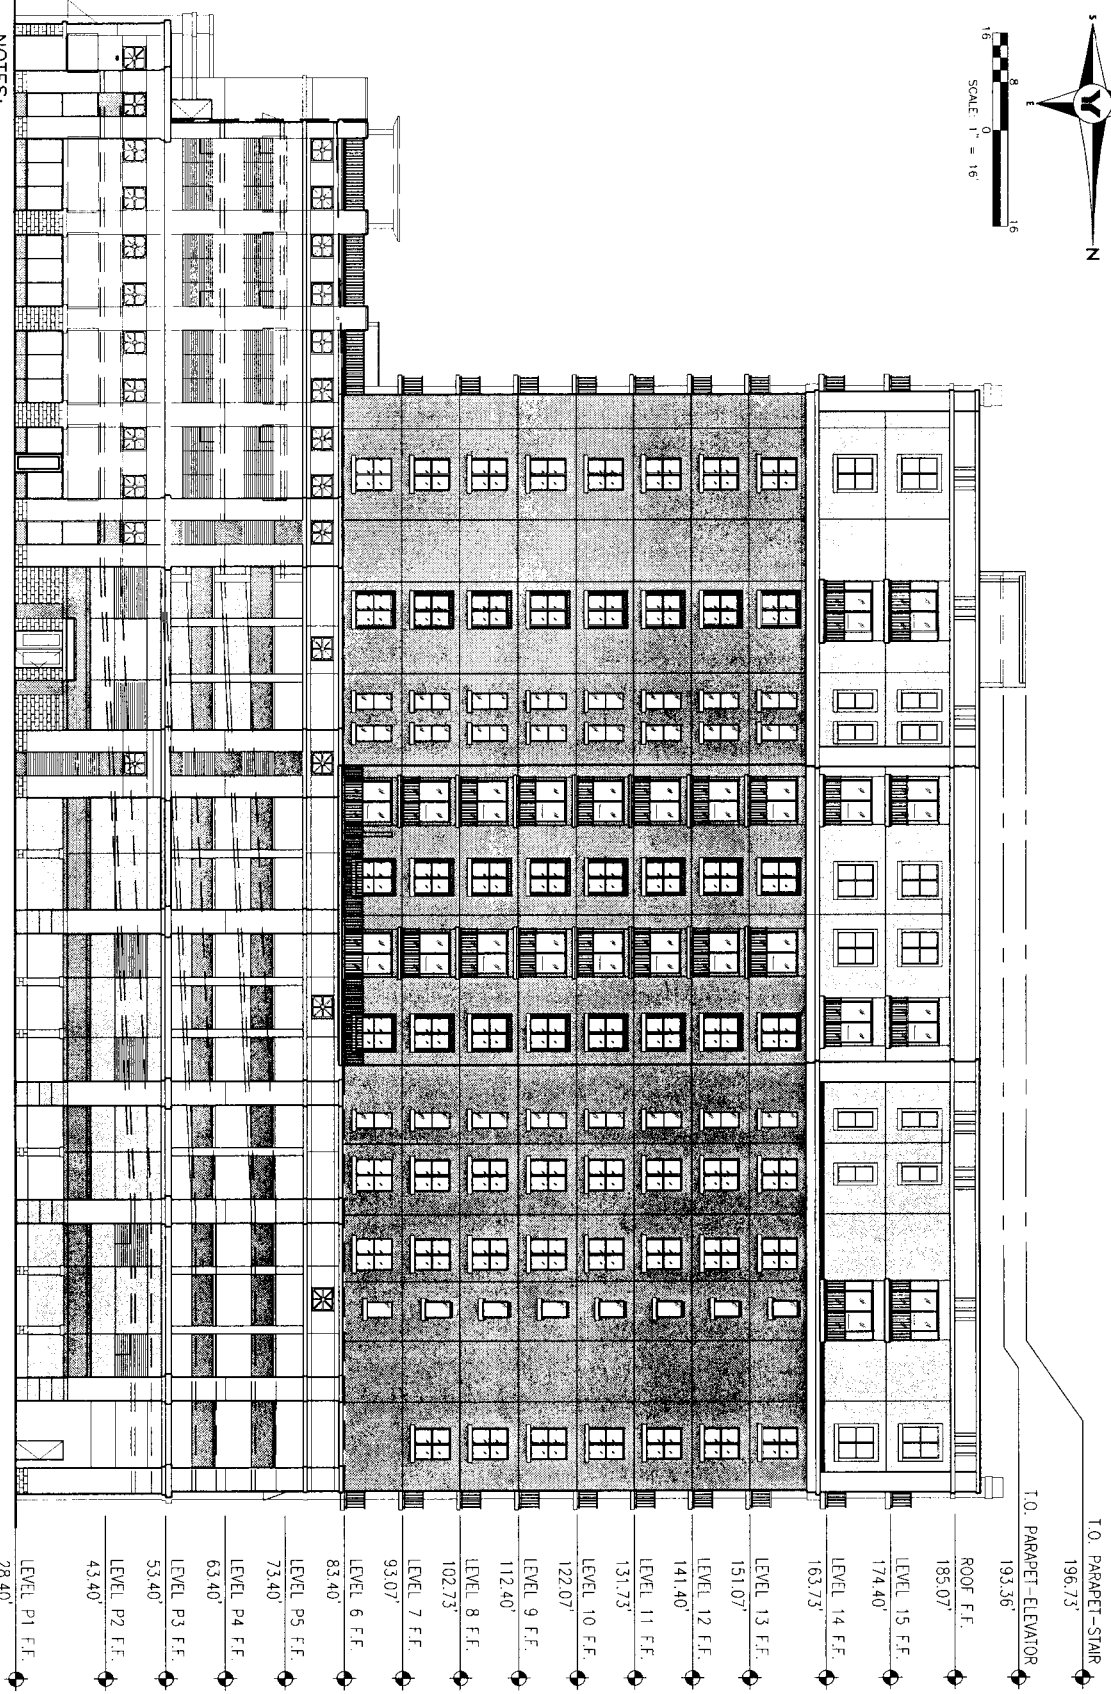 S
E
N
16
8
0
16
SCALE: 1" = 16'
T.O. PARAPET-STAIR
196.73'
T.O. PARAPET-ELEVATOR
193.36'
ROOF F.F.
185.07'
LEVEL 15 F.F.
174.40'
LEVEL 14 F.F.
163.73'
LEVEL 13 F.F.
151.07'
LEVEL 12 F.F.
141.40'
LEVEL 11 F.F.
131.73'
LEVEL 10 F.F.
122.07'
LEVEL 9 F.F.
112.40'
LEVEL 8 F.F.
102.73'
LEVEL 7 F.F.
93.07'
LEVEL 6 F.F.
83.40'
LEVEL P5 F.F.
73.40'
LEVEL P4 F.F.
63.40'
LEVEL P3 F.F.
53.40'
LEVEL P2 F.F.
43.40'
LEVEL P1 F.F.
28.40'
NOTES: